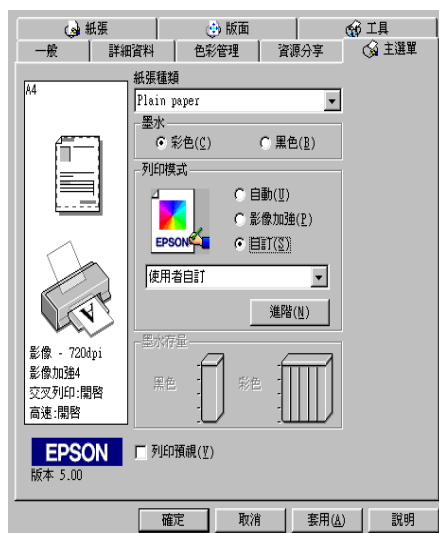 紙張 版面 工具
一般 詳細資料 色彩管理 資源分享 主選單
A4
紙張種類
Plain paper
墨水
彩色(C) 黑色(B)
列印模式
自動(U)
影像加強(P)
EPSON 自訂(S)
使用者自訂
進階(N)
墨水存量
黑色 彩色
影像 - 720dpi
影像加強4
交叉列印:開啓
高速:開啓
EPSON
列印預視(V)
版本 5.00
確定 取消 套用(A) 説明